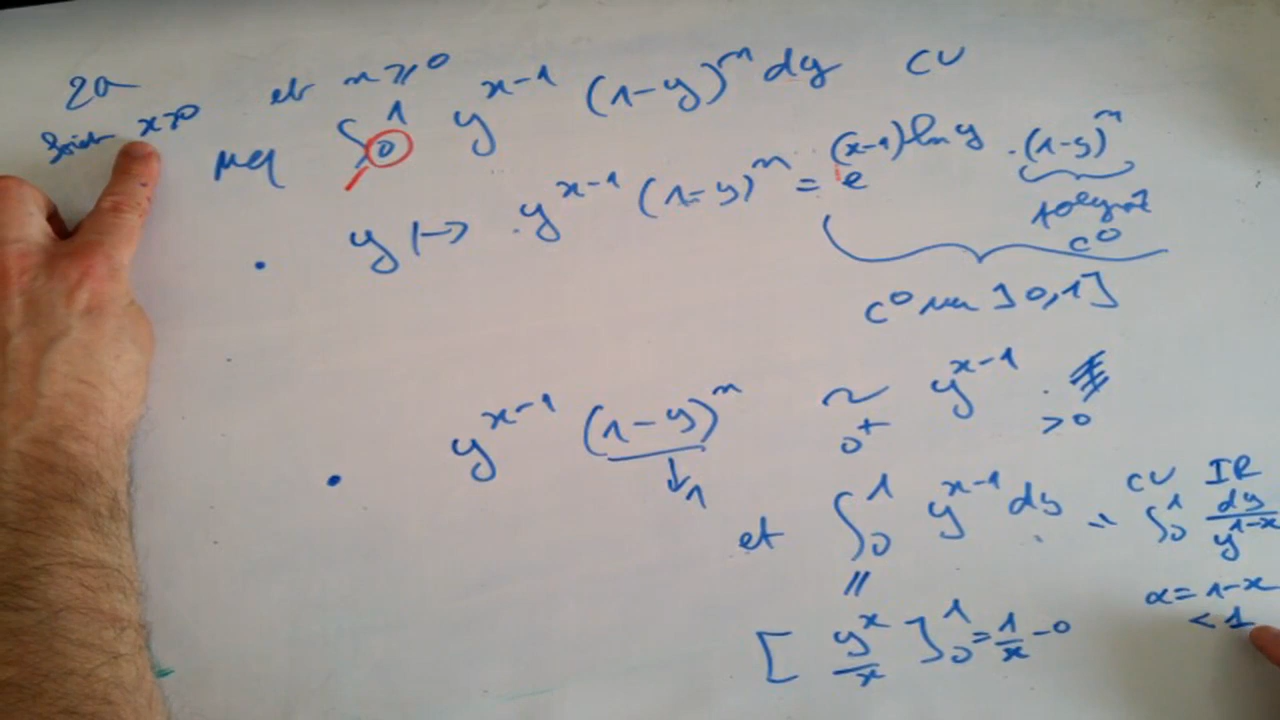 2a
Soit x>0 et n⩾0
Mq ∫₀¹ y^{x-1} (1-y)^n dy CV
• y ↦ y^{x-1} (1-y)^n = e^{(x-1) ln y} . (1-y)^n
C⁰
C⁰ sur ]0,1]
• y^{x-1} (1-y)^n ~ y^{x-1}
↓1 0⁺ >0
et ∫₀¹ y^{x-1} dy " CV IR ∫₀¹ dy/y^{1-x}
= α = 1-x
[ y^x/x ]₀¹ = 1/x - 0 < 1